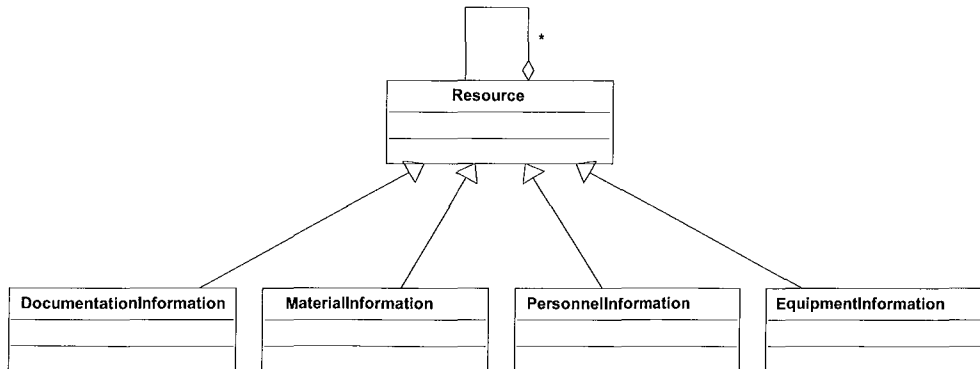 *
Resource
DocumentationInformation
MaterialInformation
PersonnelInformation
EquipmentInformation